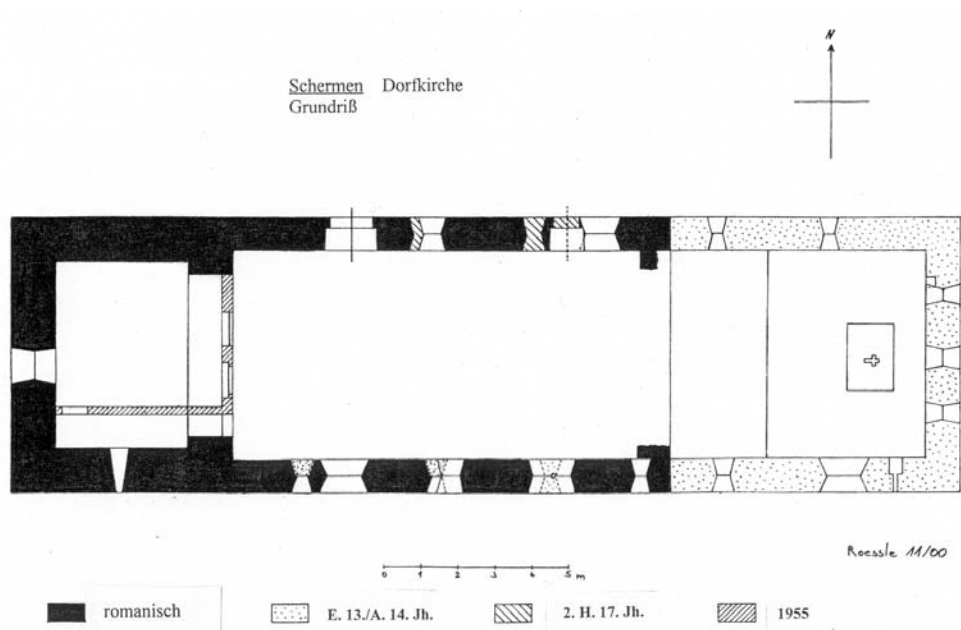 N
Schermen Dorfkirche
Grundriß
Roessle 11/00
0 1 2 3 4 5 m
romanisch
E. 13./A. 14. Jh.
2. H. 17. Jh.
1955